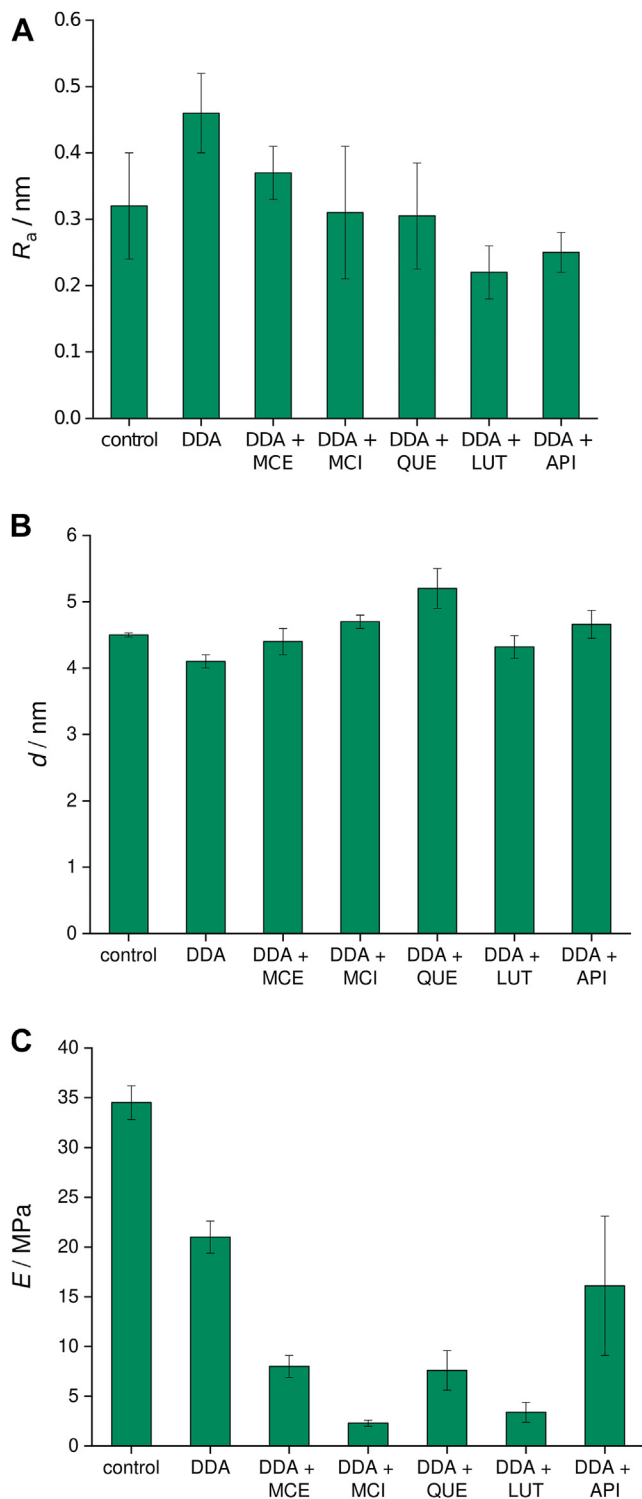 A
0.6
0.5
0.4
0.3
0.2
0.1
0.0
Ra / nm
control DDA DDA + MCE DDA + MCI DDA + QUE DDA + LUT DDA + API
B
6
5
4
3
2
1
0
d / nm
control DDA DDA + MCE DDA + MCI DDA + QUE DDA + LUT DDA + API
C
40
35
30
25
20
15
10
5
0
E / MPa
control DDA DDA + MCE DDA + MCI DDA + QUE DDA + LUT DDA + API